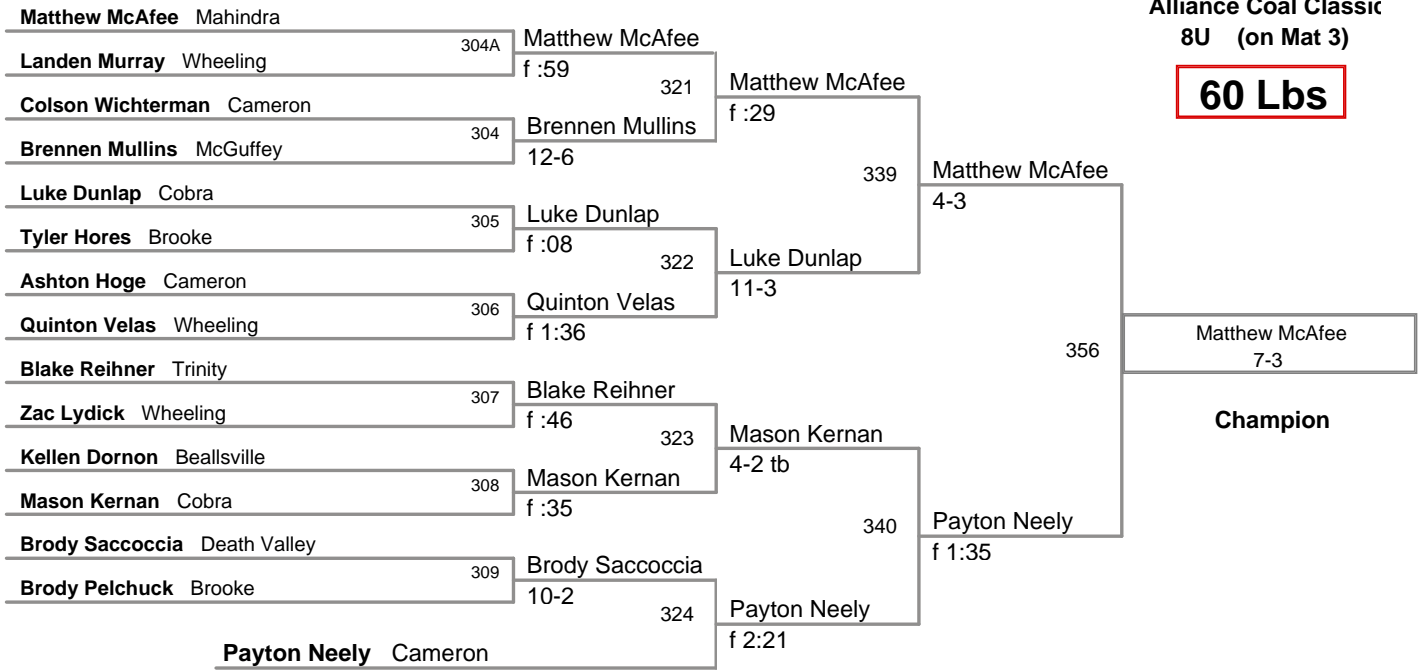 Alliance Coal Classic
8U (on Mat 3)
60 Lbs
Matthew McAfee Mahindra
304A
Landen Murray Wheeling
Matthew McAfee
f :59
321
Colson Wichterman Cameron
304
Brennen Mullins McGuffey
Brennen Mullins
12-6
Matthew McAfee
f :29
339
Luke Dunlap Cobra
305
Tyler Hores Brooke
Luke Dunlap
f :08
322
Ashton Hoge Cameron
306
Quinton Velas Wheeling
Quinton Velas
f 1:36
Luke Dunlap
11-3
Matthew McAfee
4-3
356
Blake Reihner Trinity
307
Zac Lydick Wheeling
Blake Reihner
f :46
323
Kellen Dornon Beallsville
308
Mason Kernan Cobra
Mason Kernan
f :35
Mason Kernan
4-2 tb
340
Brody Saccoccia Death Valley
309
Brody Pelchuck Brooke
Brody Saccoccia
10-2
324
Payton Neely Cameron
Payton Neely
f 2:21
Payton Neely
f 1:35
Matthew McAfee
7-3
Champion